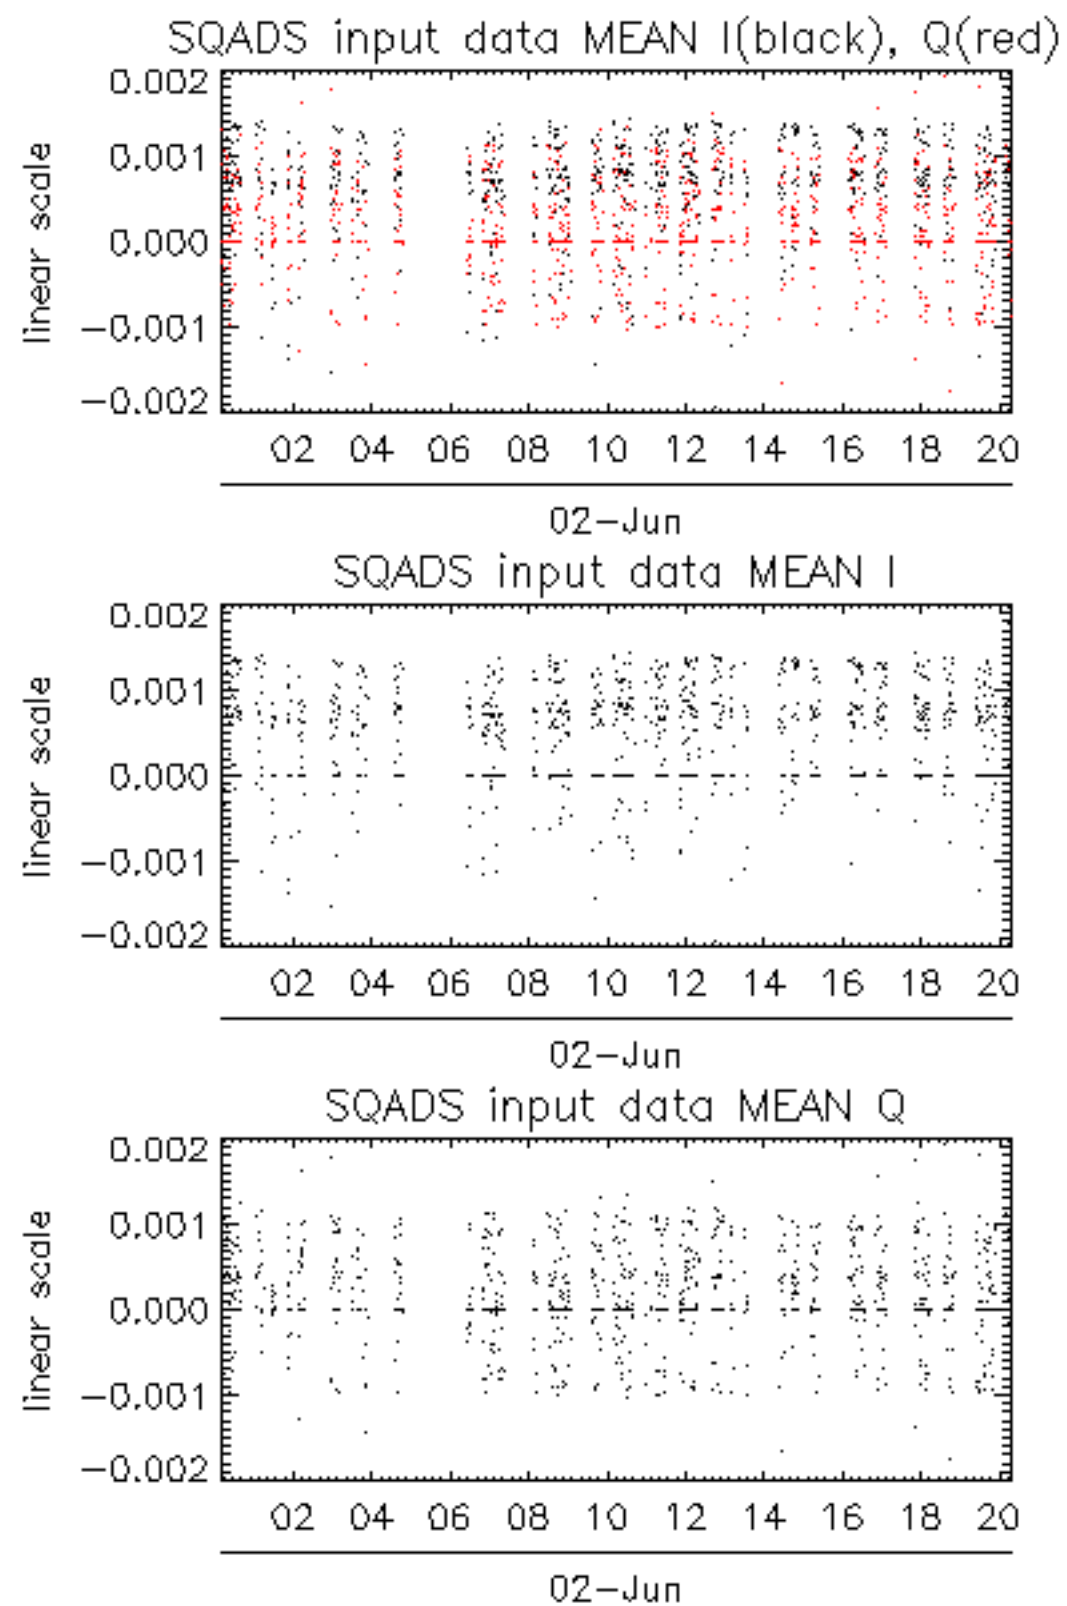 SQADS input data MEAN I(black), Q(red)
0.002
0.001
0.000
−0.001
−0.002
linear scale
02 04 06 08 10 12 14 16 18 20
02−Jun
SQADS input data MEAN I
0.002
0.001
0.000
−0.001
−0.002
linear scale
02 04 06 08 10 12 14 16 18 20
02−Jun
SQADS input data MEAN Q
0.002
0.001
0.000
−0.001
−0.002
linear scale
02 04 06 08 10 12 14 16 18 20
02−Jun